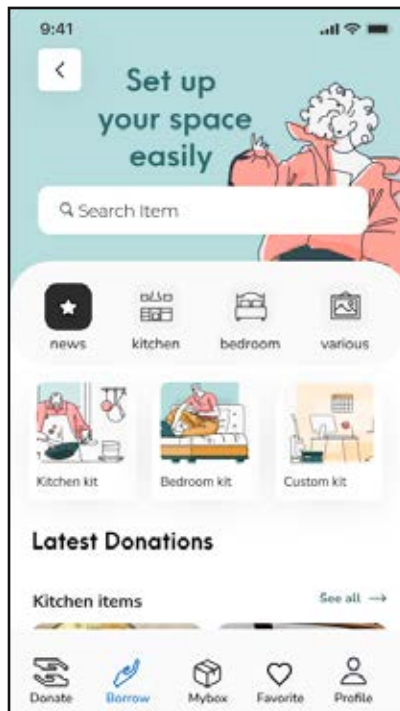 9:41
Set up
your space
easily
Search Item
news kitchen bedroom various
Kitchen kit Bedroom kit Custom kit
Latest Donations
Kitchen items See all →
Donate Borrow Mybox Favorite Profile